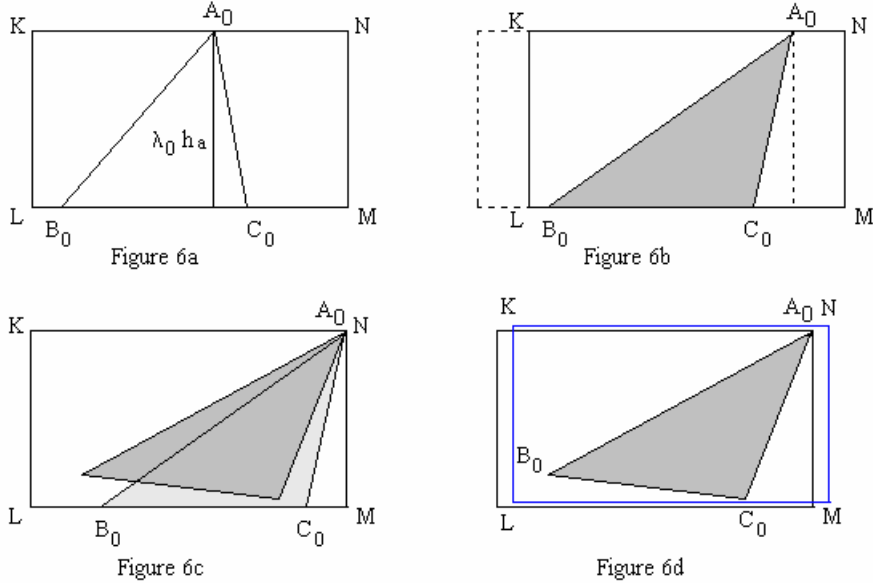 K A₀ N
λ₀ hₐ
L B₀ C₀ M
Figure 6a
K A₀ N
L B₀ C₀ M
Figure 6b
K A₀ N
L B₀ C₀ M
Figure 6c
K A₀ N
B₀
L C₀ M
Figure 6d